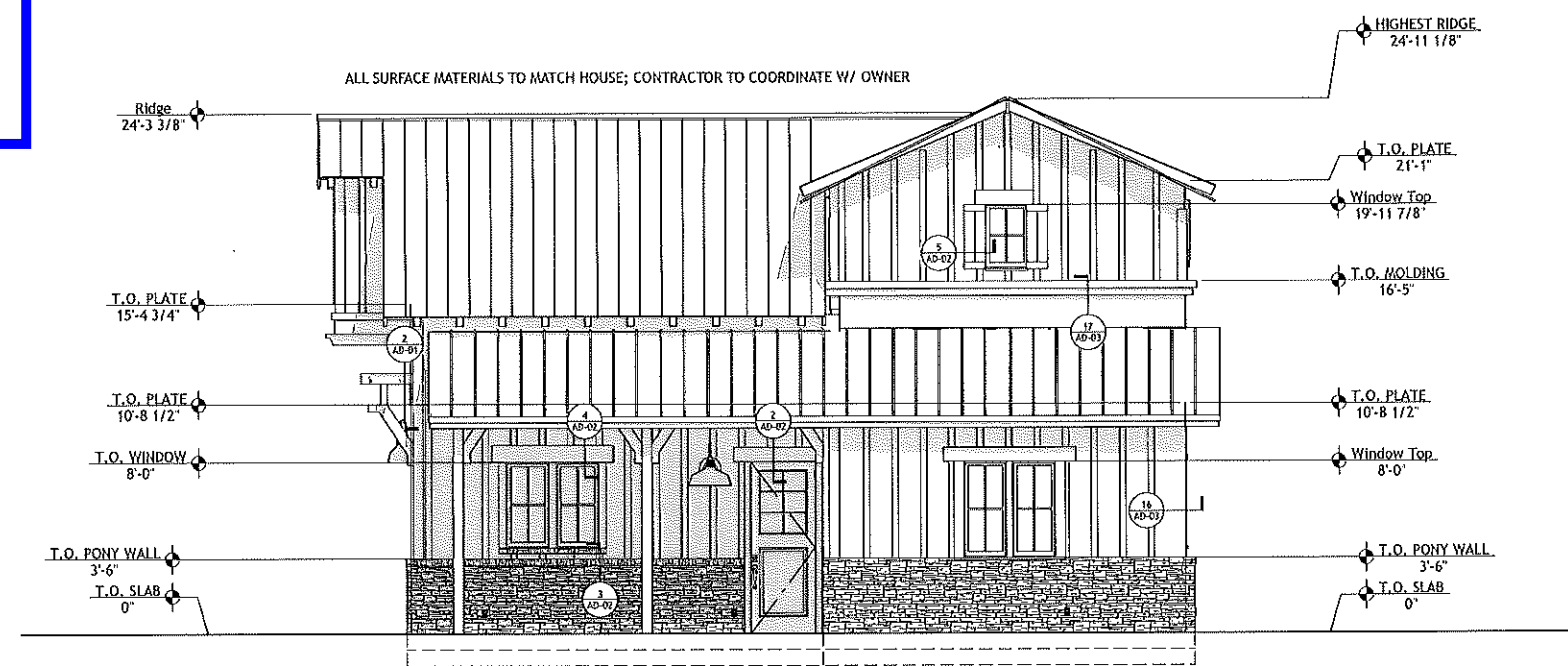 HIGHEST RIDGE
24'-11 1/8"
ALL SURFACE MATERIALS TO MATCH HOUSE; CONTRACTOR TO COORDINATE W/ OWNER
Ridge
24'-3 3/8"
T.O. PLATE
21'-1"
Window Top
19'-11 7/8"
5
AD-02
T.O. MOLDING
16'-5"
T.O. PLATE
15'-4 3/4"
17
AD-03
2
AD-01
T.O. PLATE
10'-8 1/2"
T.O. PLATE
10'-8 1/2"
4
AD-02
2
AD-02
T.O. WINDOW
8'-0"
Window Top
8'-0"
16
AD-03
T.O. PONY WALL
3'-6"
T.O. PONY WALL
3'-6"
T.O. SLAB
0"
3
AD-02
T.O. SLAB
0"